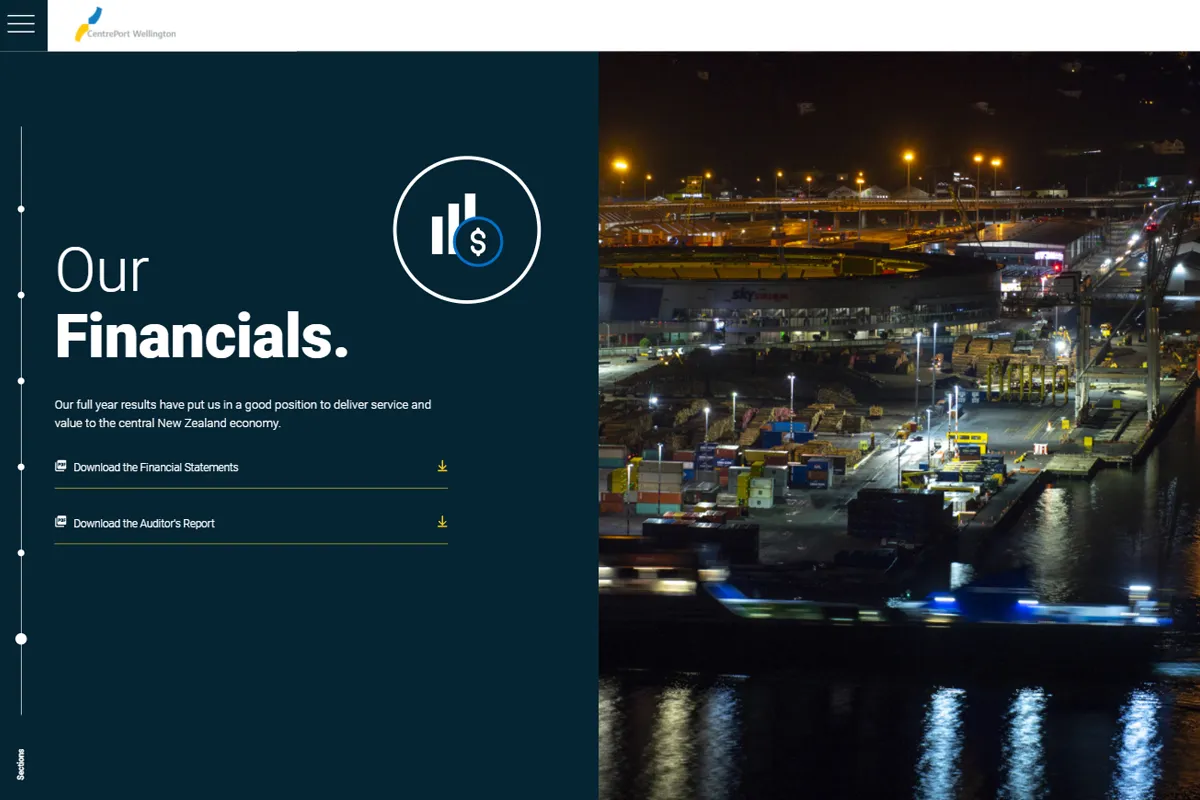 CentrePort Wellington
Our
Financials.
$
Our full year results have put us in a good position to deliver service and
value to the central New Zealand economy.
Download the Financial Statements
Download the Auditor's Report
Sections
sky